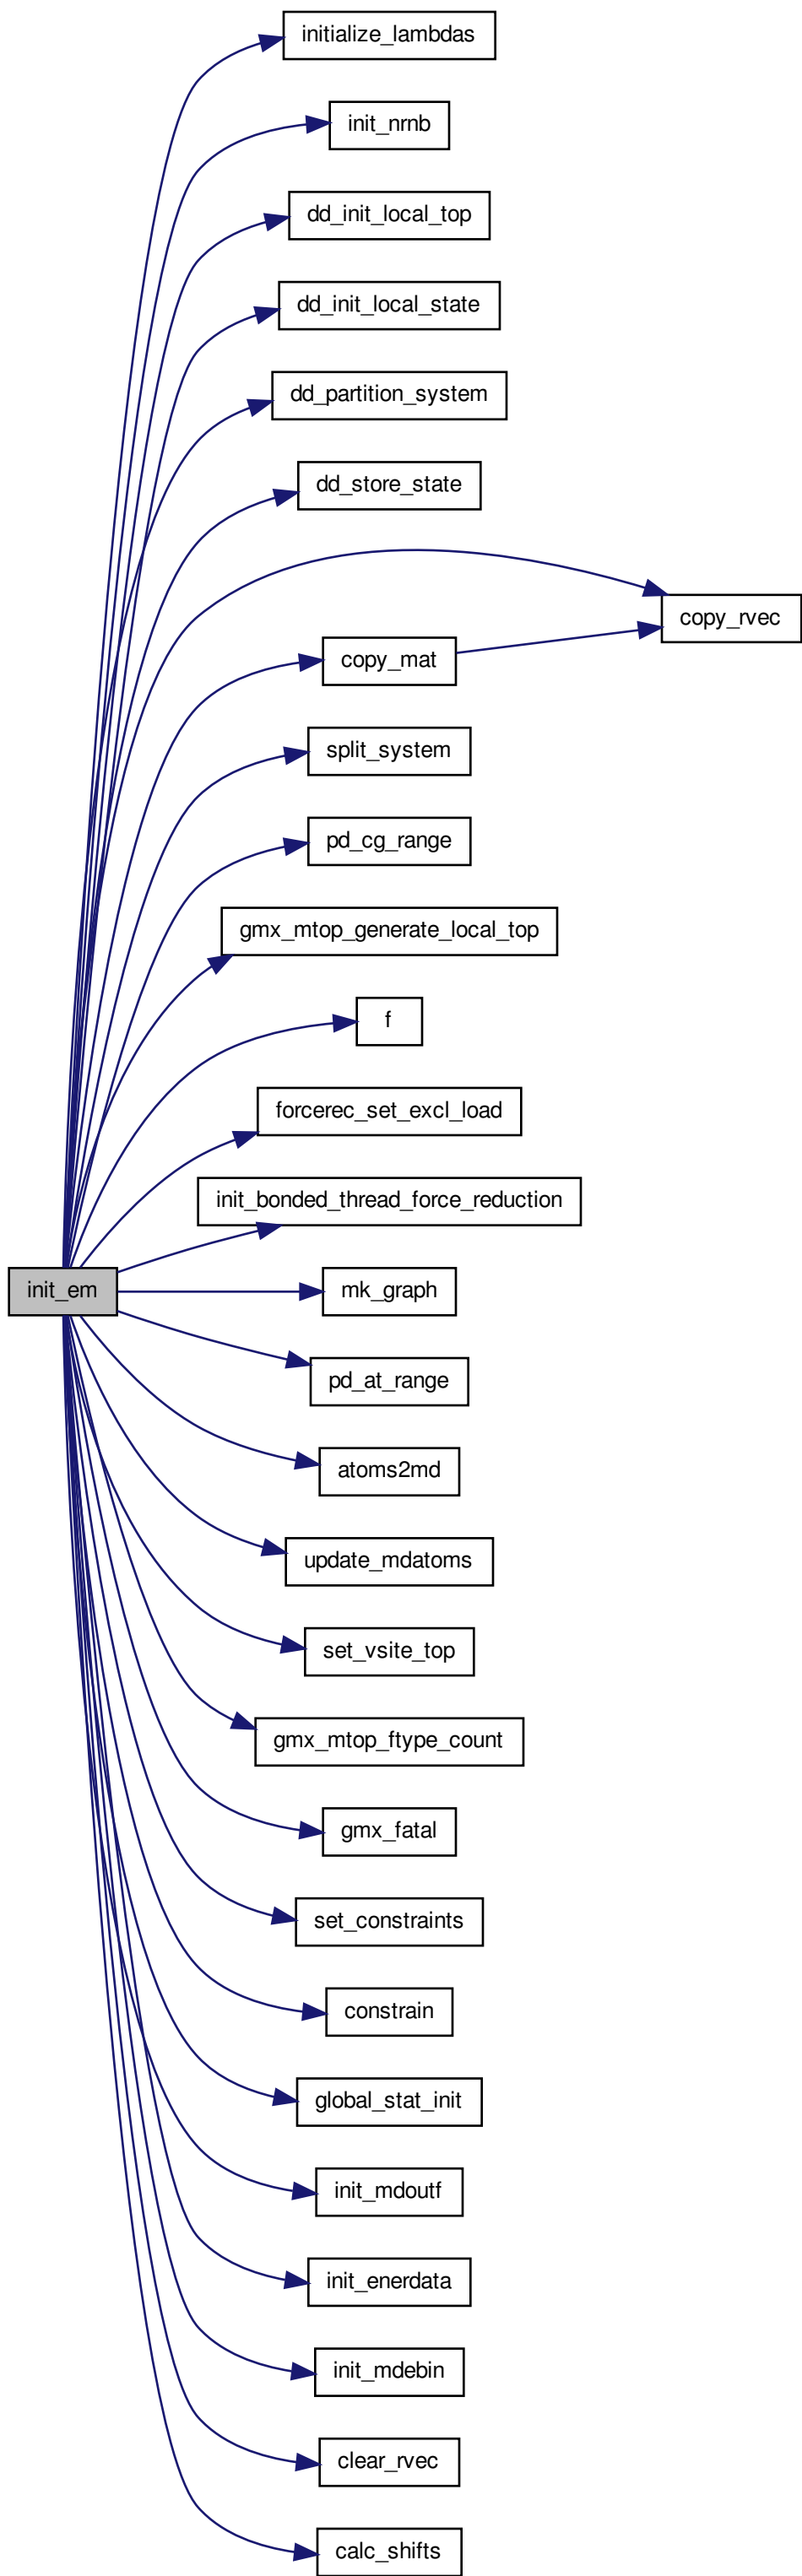 initialize_lambdas
init_nrnb
dd_init_local_top
dd_init_local_state
dd_partition_system
dd_store_state
copy_rvec
copy_mat
split_system
pd_cg_range
gmx_mtop_generate_local_top
f
forcerec_set_excl_load
init_bonded_thread_force_reduction
init_em
mk_graph
pd_at_range
atoms2md
update_mdatoms
set_vsite_top
gmx_mtop_ftype_count
gmx_fatal
set_constraints
constrain
global_stat_init
init_mdoutf
init_enerdata
init_mdebin
clear_rvec
calc_shifts